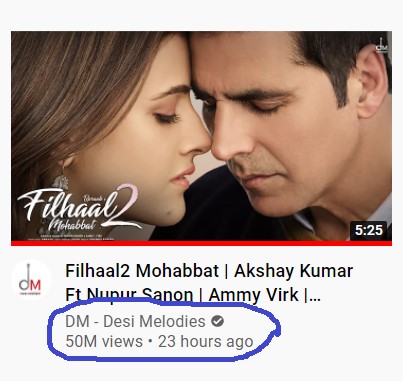 DM
Bpraak's
Filhaal2
Mohabbat
5:25
DM
Filhaal2 Mohabbat | Akshay Kumar
Ft Nupur Sanon | Ammy Virk |...
DM - Desi Melodies
50M views • 23 hours ago